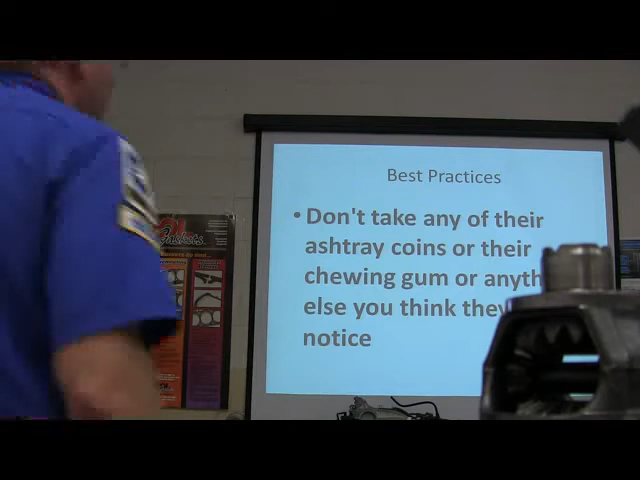 Best Practices
• Don't take any of their
ashtray coins or their
chewing gum or anyth
else you think they
notice